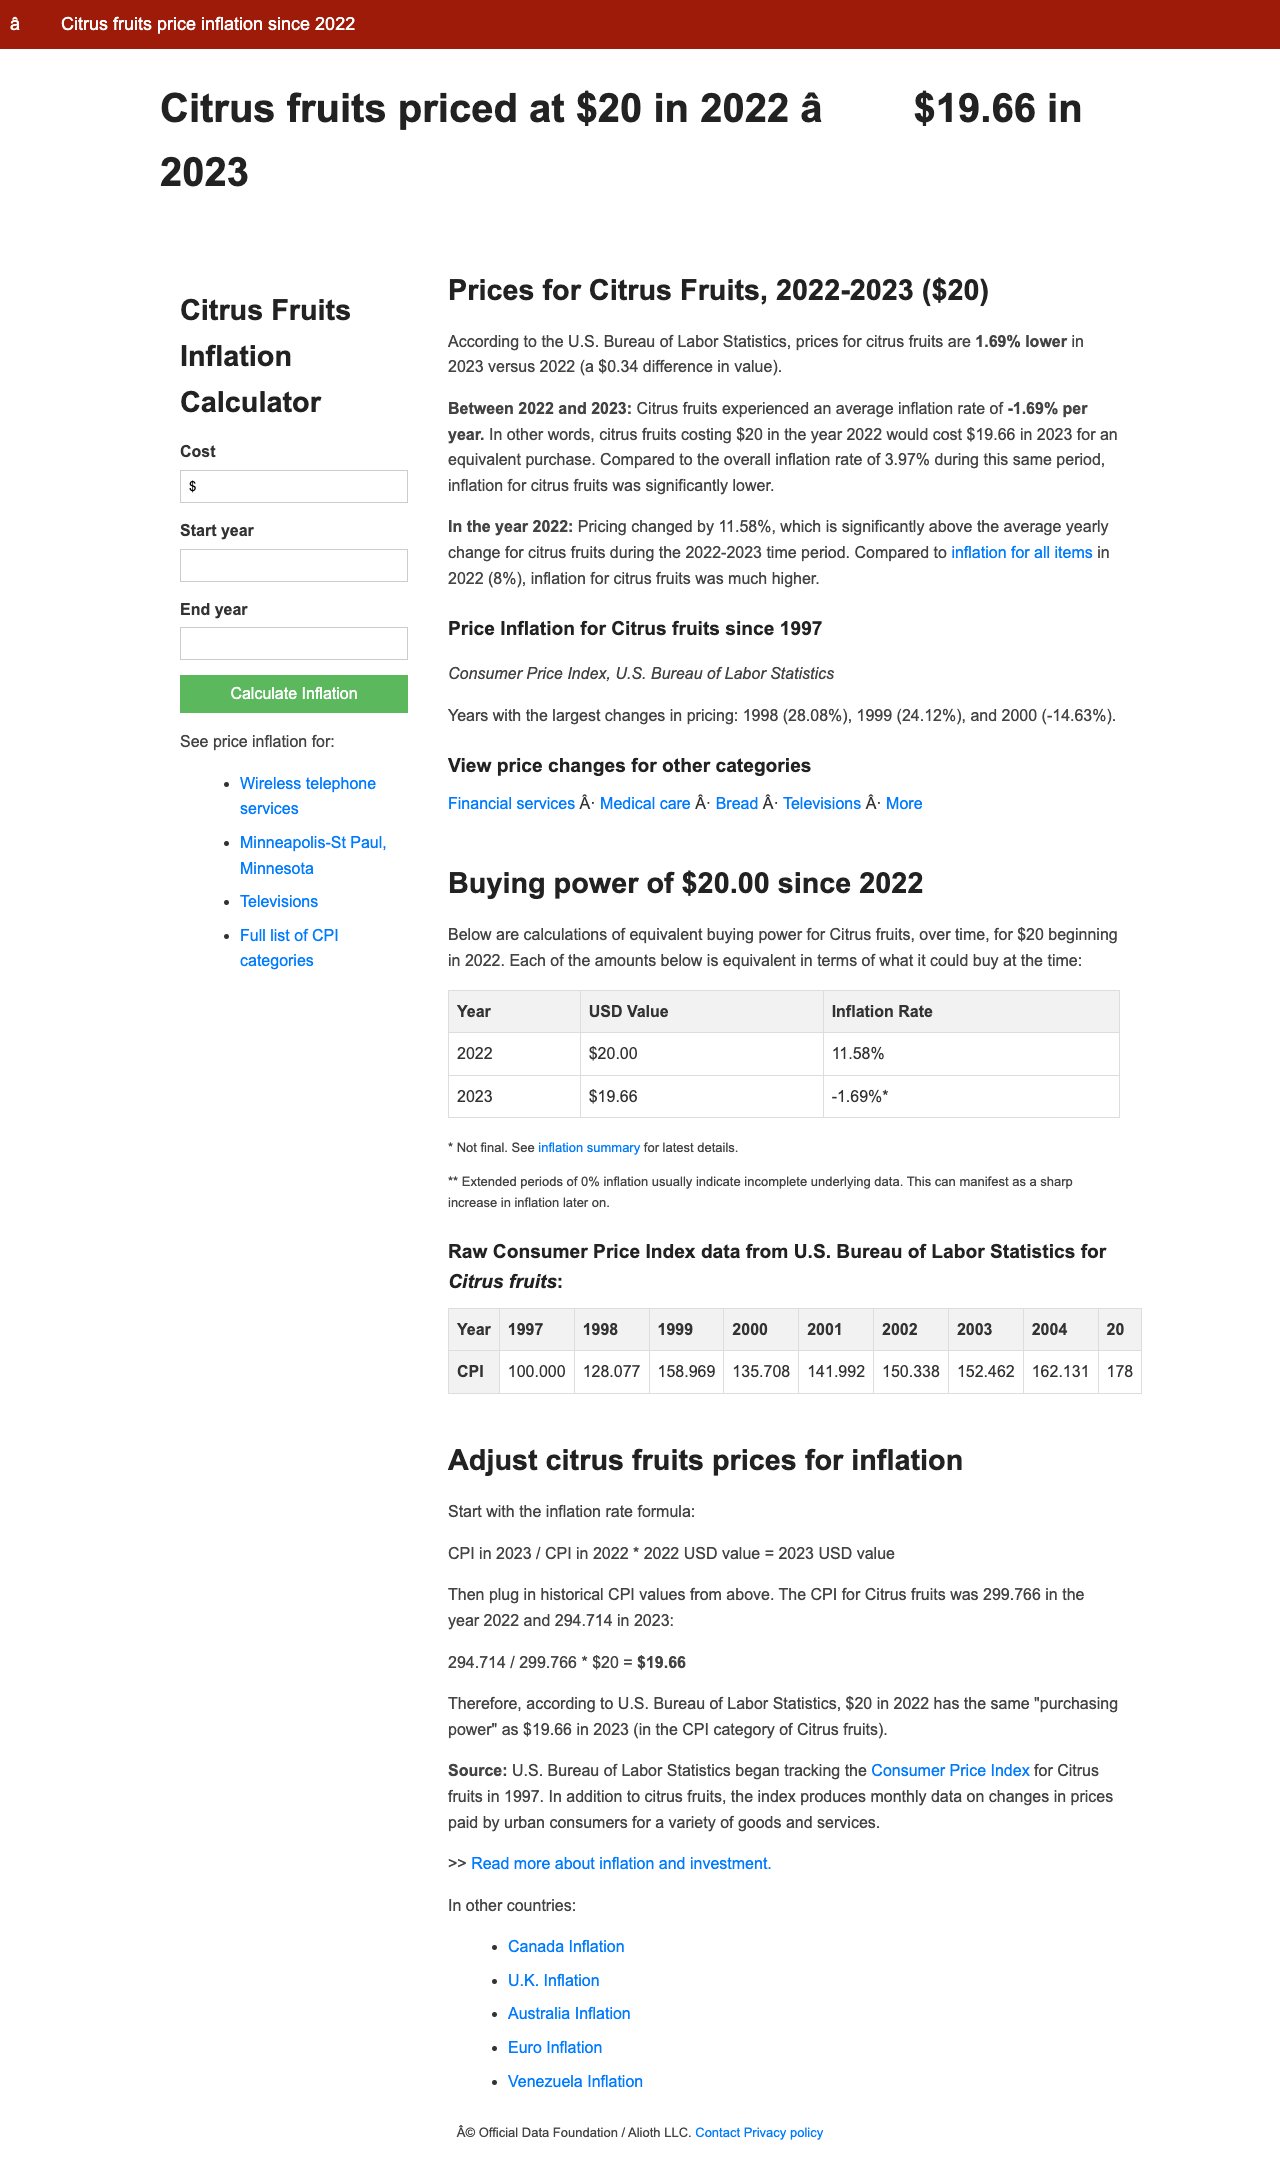 â Citrus fruits price inflation since 2022
Citrus fruits priced at $20 in 2022 â $19.66 in
2023
Citrus Fruits
Inflation
Calculator
Cost
$
Start year
End year
Calculate Inflation
See price inflation for:
• Wireless telephone
services
• Minneapolis-St Paul,
Minnesota
• Televisions
• Full list of CPI
categories
Prices for Citrus Fruits, 2022-2023 ($20)
According to the U.S. Bureau of Labor Statistics, prices for citrus fruits are 1.69% lower in
2023 versus 2022 (a $0.34 difference in value).
Between 2022 and 2023: Citrus fruits experienced an average inflation rate of -1.69% per
year. In other words, citrus fruits costing $20 in the year 2022 would cost $19.66 in 2023 for an
equivalent purchase. Compared to the overall inflation rate of 3.97% during this same period,
inflation for citrus fruits was significantly lower.
In the year 2022: Pricing changed by 11.58%, which is significantly above the average yearly
change for citrus fruits during the 2022-2023 time period. Compared to inflation for all items in
2022 (8%), inflation for citrus fruits was much higher.
Price Inflation for Citrus fruits since 1997
Consumer Price Index, U.S. Bureau of Labor Statistics
Years with the largest changes in pricing: 1998 (28.08%), 1999 (24.12%), and 2000 (-14.63%).
View price changes for other categories
Financial services Â· Medical care Â· Bread Â· Televisions Â· More
Buying power of $20.00 since 2022
Below are calculations of equivalent buying power for Citrus fruits, over time, for $20 beginning
in 2022. Each of the amounts below is equivalent in terms of what it could buy at the time:
Year USD Value Inflation Rate
2022 $20.00 11.58%
2023 $19.66 -1.69%*
* Not final. See inflation summary for latest details.
** Extended periods of 0% inflation usually indicate incomplete underlying data. This can manifest as a sharp
increase in inflation later on.
Raw Consumer Price Index data from U.S. Bureau of Labor Statistics for
Citrus fruits:
Year 1997 1998 1999 2000 2001 2002 2003 2004 20
CPI 100.000 128.077 158.969 135.708 141.992 150.338 152.462 162.131 178
Adjust citrus fruits prices for inflation
Start with the inflation rate formula:
CPI in 2023 / CPI in 2022 * 2022 USD value = 2023 USD value
Then plug in historical CPI values from above. The CPI for Citrus fruits was 299.766 in the
year 2022 and 294.714 in 2023:
294.714 / 299.766 * $20 = $19.66
Therefore, according to U.S. Bureau of Labor Statistics, $20 in 2022 has the same "purchasing
power" as $19.66 in 2023 (in the CPI category of Citrus fruits).
Source: U.S. Bureau of Labor Statistics began tracking the Consumer Price Index for Citrus
fruits in 1997. In addition to citrus fruits, the index produces monthly data on changes in prices
paid by urban consumers for a variety of goods and services.
>> Read more about inflation and investment.
In other countries:
• Canada Inflation
• U.K. Inflation
• Australia Inflation
• Euro Inflation
• Venezuela Inflation
Â© Official Data Foundation / Alioth LLC. Contact Privacy policy